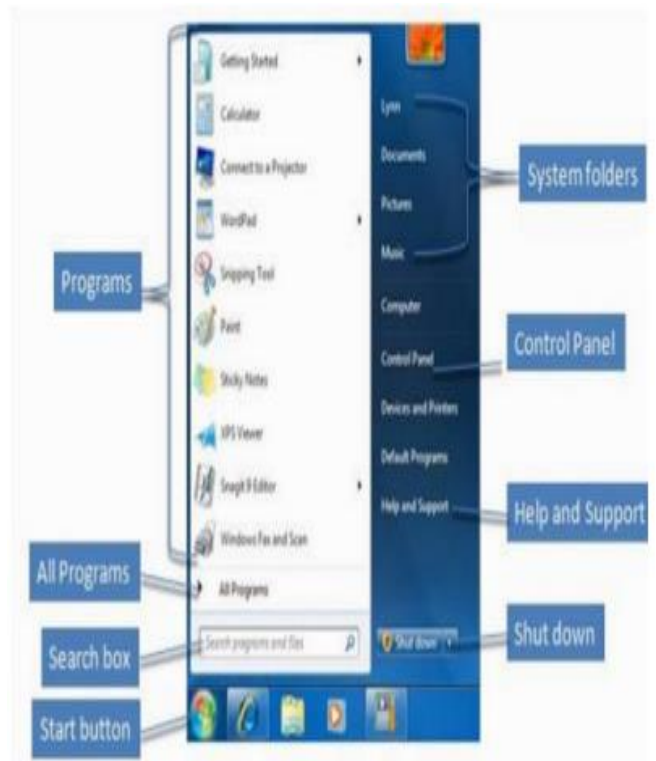 Getting Started
Calculator
Connect to a Projector
WordPad
Snipping Tool
Paint
Sticky Notes
XPS Viewer
Snagit 9 Editor
Windows Fax and Scan
All Programs
Search programs and files
Lynn
Documents
Pictures
Music
Computer
Control Panel
Devices and Printers
Default Programs
Help and Support
Shut down
Programs
All Programs
Search box
Start button
System folders
Control Panel
Help and Support
Shut down